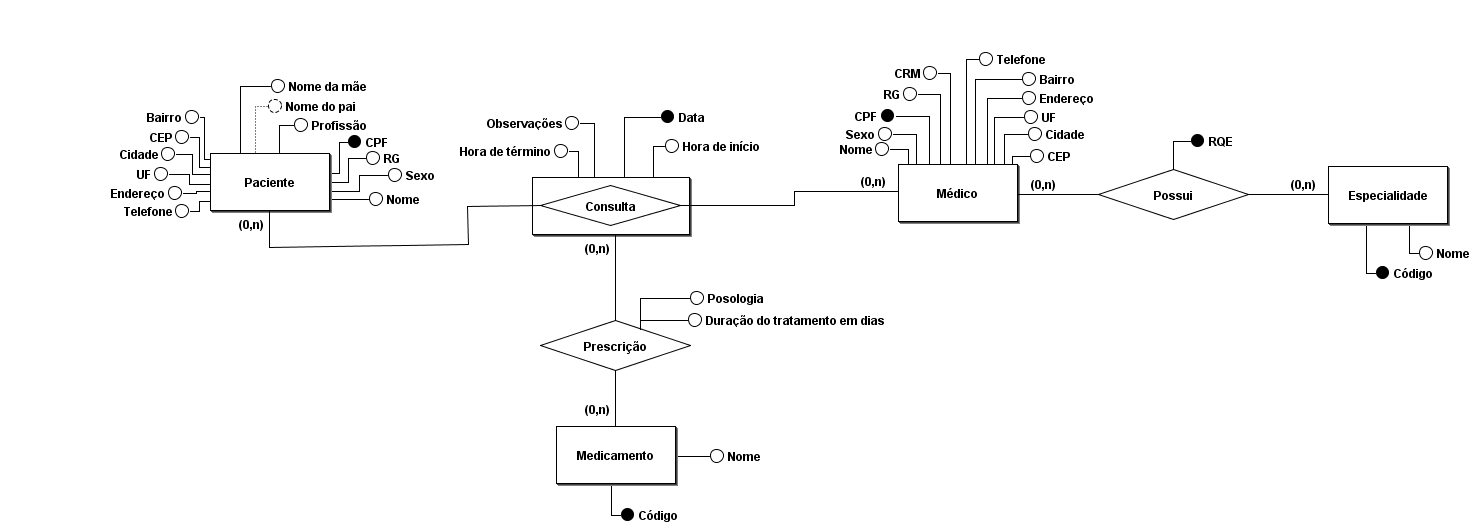 Nome da mãe
Nome do pai
Profissão
Bairro
CEP
Cidade
UF
Endereço
Telefone
CPF
RG
Sexo
Nome
Paciente
(0,n)
Observações
Hora de término
Data
Hora de início
Consulta
(0,n)
Posologia
Duração do tratamento em dias
Prescrição
(0,n)
Medicamento
Nome
Código
(0,n)
Telefone
CRM
Bairro
RG
Endereço
CPF
UF
Sexo
Cidade
Nome
CEP
Médico
(0,n)
RQE
Possui
(0,n)
Especialidade
Nome
Código